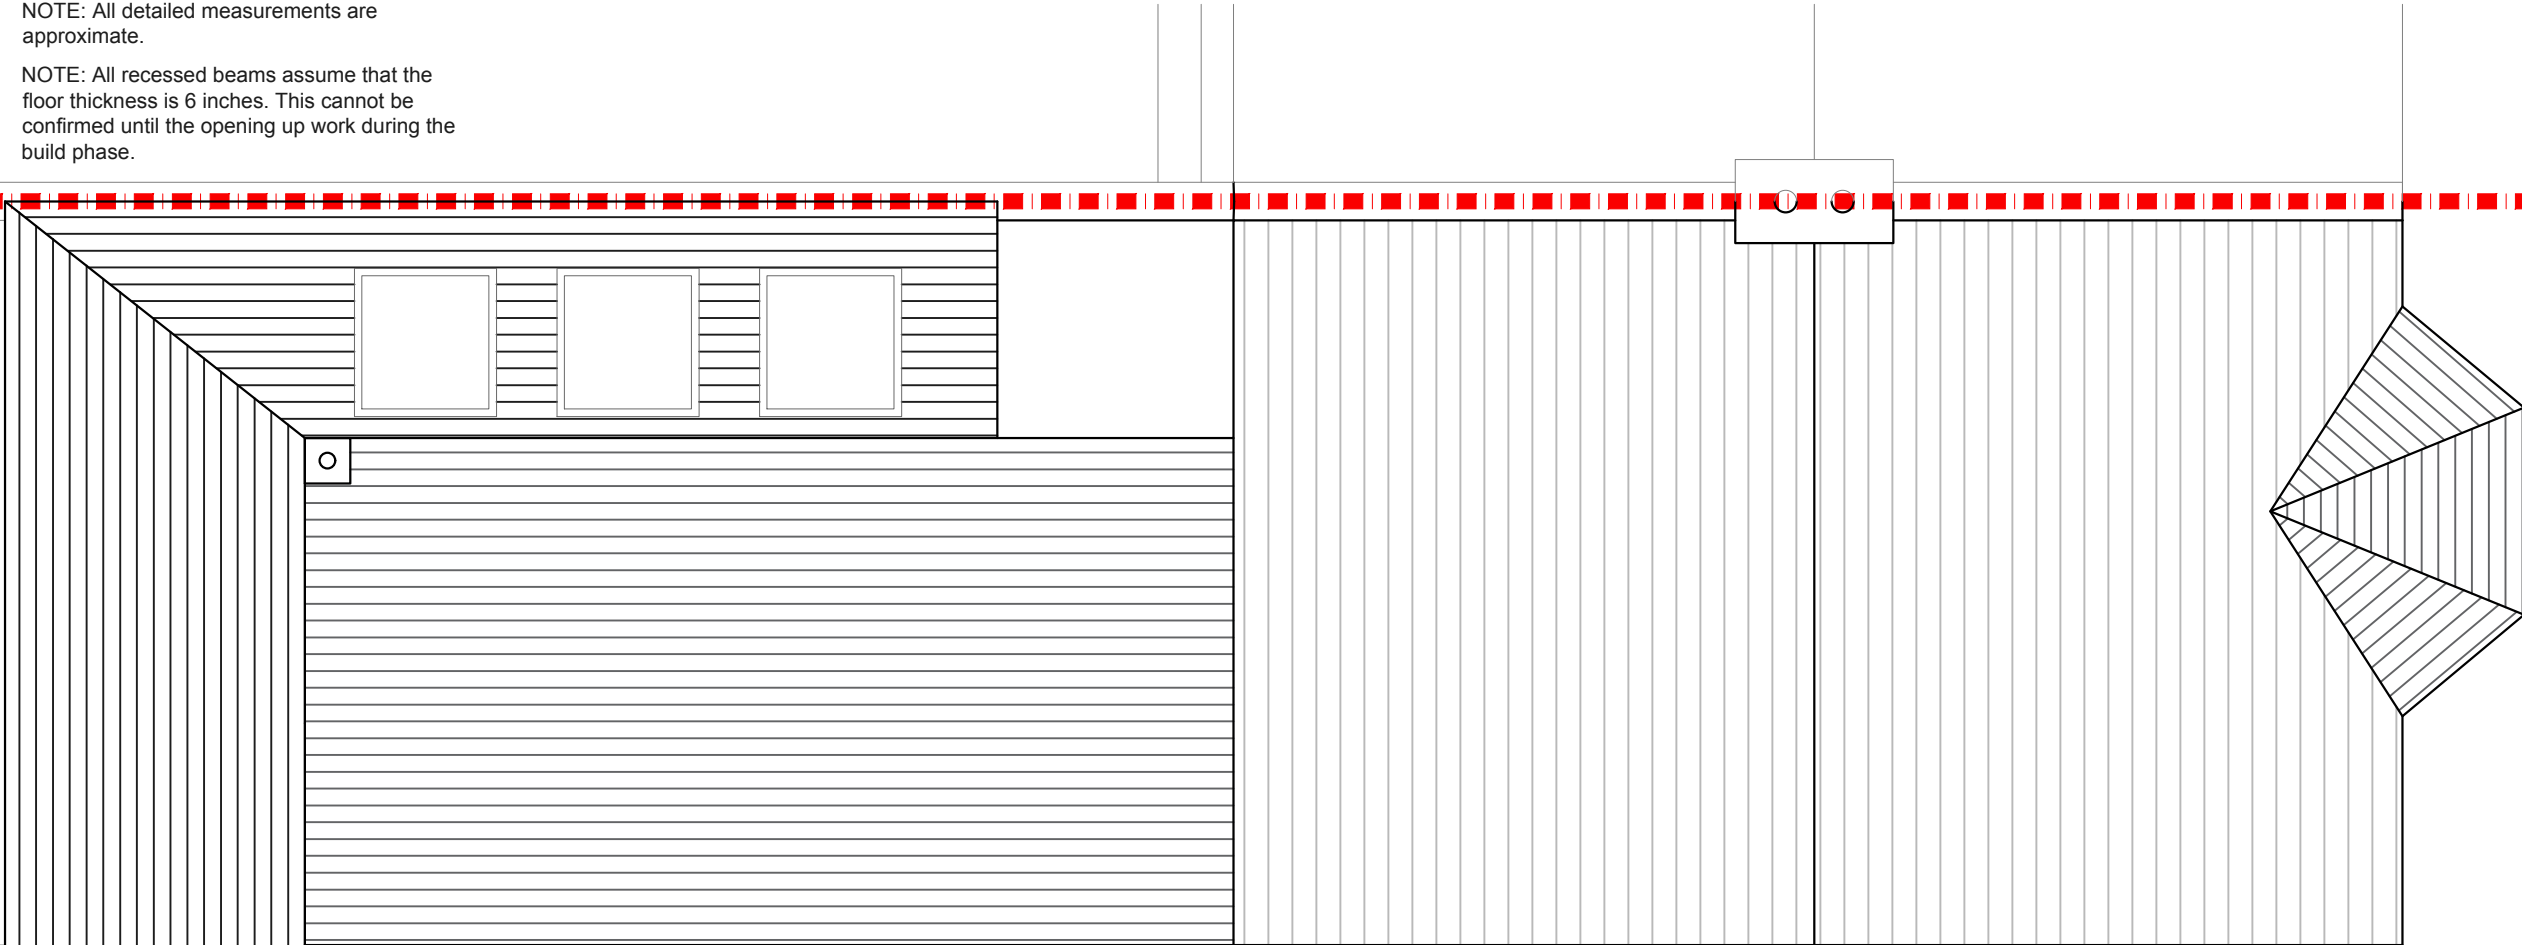 NOTE: All detailed measurements are
approximate.
NOTE: All recessed beams assume that the
floor thickness is 6 inches. This cannot be
confirmed until the opening up work during the
build phase.